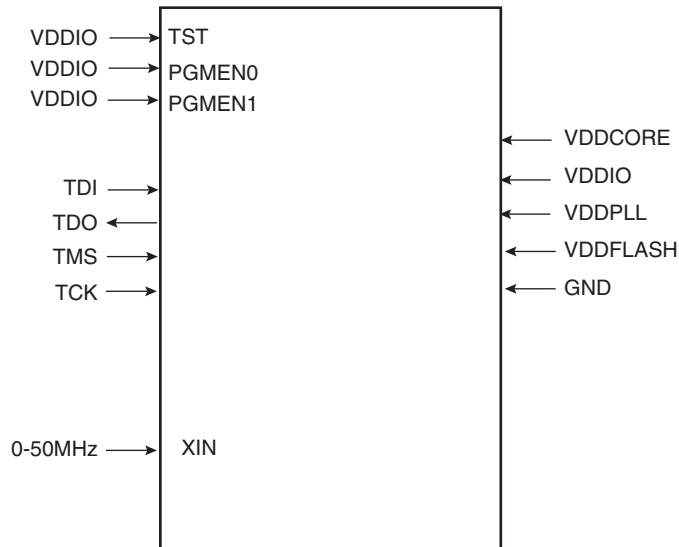 VDDIO TST
VDDIO PGMEN0
VDDIO PGMEN1
VDDCORE
VDDIO
TDI
VDDPLL
TDO
VDDFLASH
TMS
GND
TCK
0-50MHz XIN